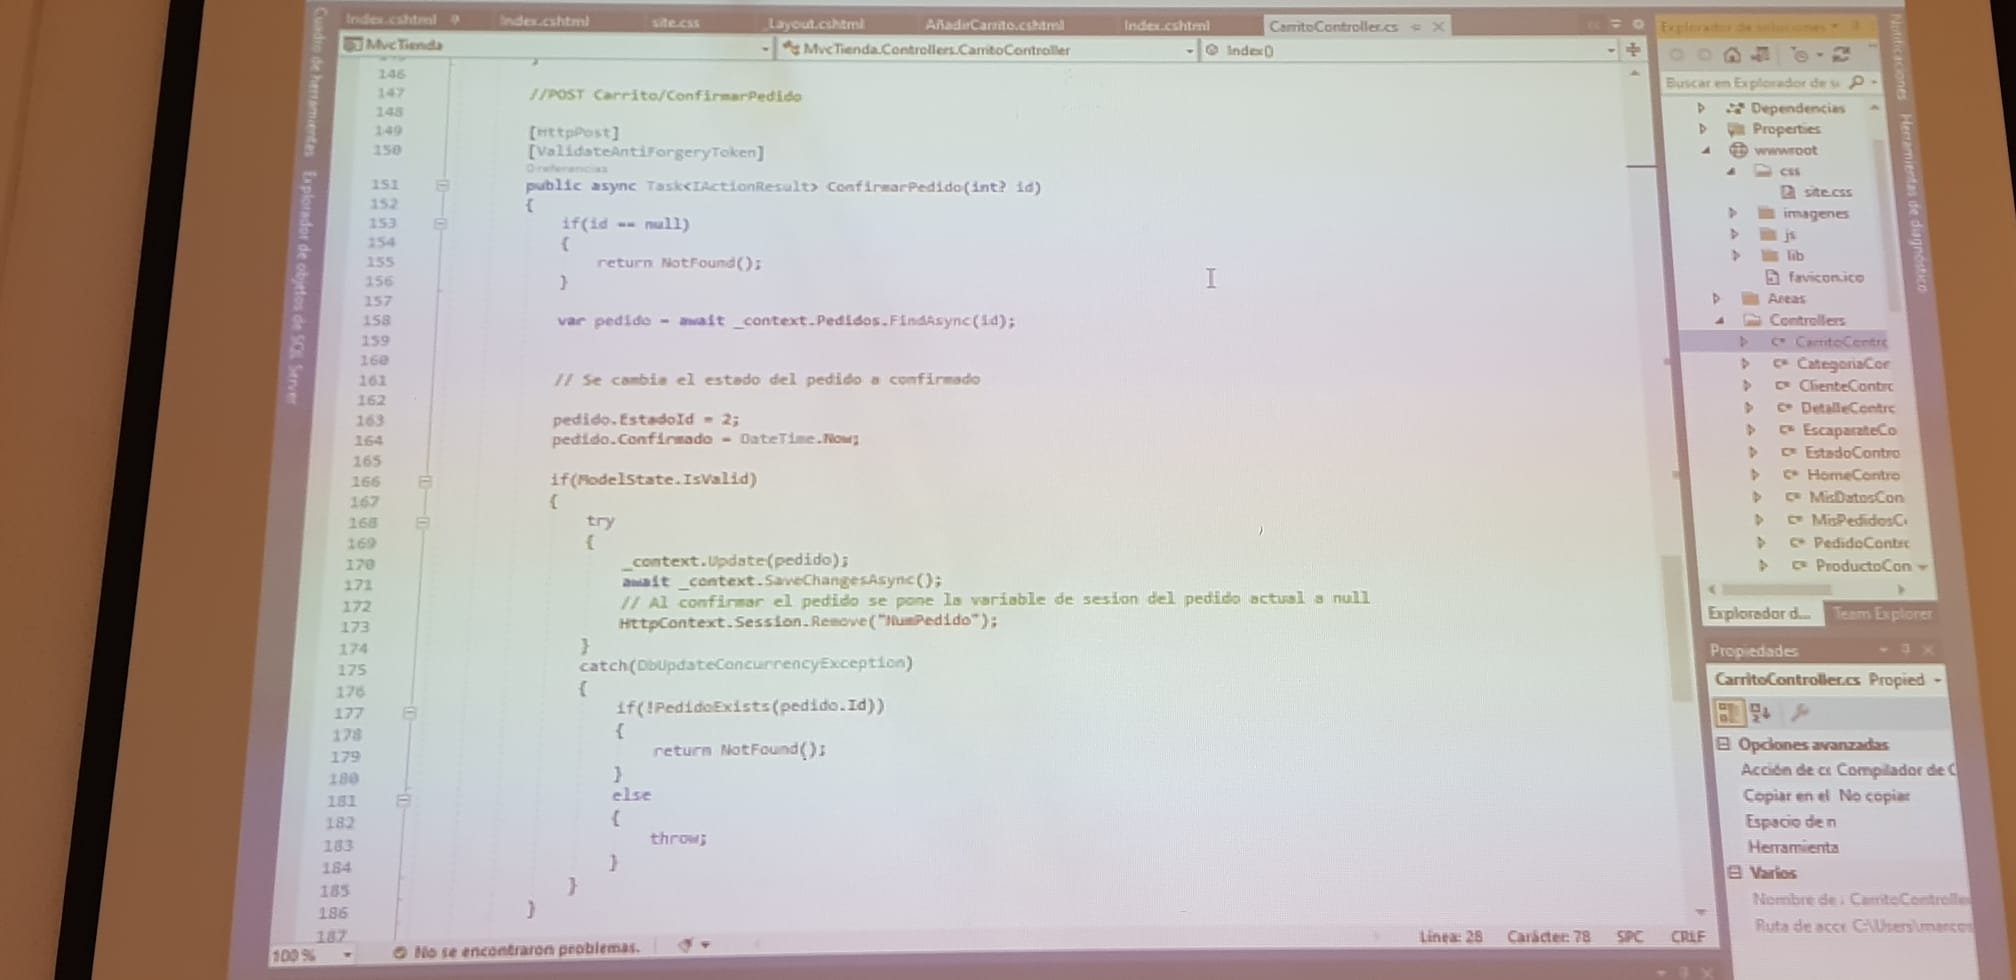 Index.cshtml
Index.cshtml
site.css
_Layout.cshtml
AñadirCarrito.cshtml
Index.cshtml
CarritoController.cs
MvcTienda
MvcTienda.Controllers.CarritoController
Index()
146
147 //POST Carrito/ConfirmarPedido
148
149 [HttpPost]
150 [ValidateAntiForgeryToken]
0 referencias
151 public async Task<IActionResult> ConfirmarPedido(int? id)
152 {
153 if(id == null)
154 {
155 return NotFound();
156 }
157
158 var pedido = await _context.Pedidos.FindAsync(id);
159
160
161 // Se cambia el estado del pedido a confirmado
162
163 pedido.EstadoId = 2;
164 pedido.Confirmado = DateTime.Now;
165
166 if(ModelState.IsValid)
167 {
168 try
169 {
170 _context.Update(pedido);
171 await _context.SaveChangesAsync();
172 // Al confirmar el pedido se pone la variable de sesion del pedido actual a null
173 HttpContext.Session.Remove("NumPedido");
174 }
175 catch(DbUpdateConcurrencyException)
176 {
177 if(!PedidoExists(pedido.Id))
178 {
179 return NotFound();
180 }
181 else
182 {
183 throw;
184 }
185 }
186 }
187
100 %
No se encontraron problemas.
Línea: 28 Carácter: 78 SPC CRLF
Cuadro de herramientas
Explorador de objetos de SQL Server
Explorador de soluciones
Buscar en Explorador de s
Dependencias
Properties
wwwroot
css
site.css
imagenes
js
lib
favicon.ico
Areas
Controllers
C# CarritoContrc
C# CategoriaCor
C# ClienteContrc
C# DetalleContrc
C# EscaparateCo
C# EstadoContro
C# HomeContro
C# MisDatosCon
C# MisPedidosC
C# PedidoContrc
C# ProductoCon
Explorador d...
Team Explorer
Propiedades
CarritoController.cs Propied
Opciones avanzadas
Acción de cc Compilador de C
Copiar en el No copiar
Espacio de n
Herramienta
Varios
Nombre de CarritoController
Ruta de acce C:\Users\marcos
Notificaciones
Herramientas de diagnóstico